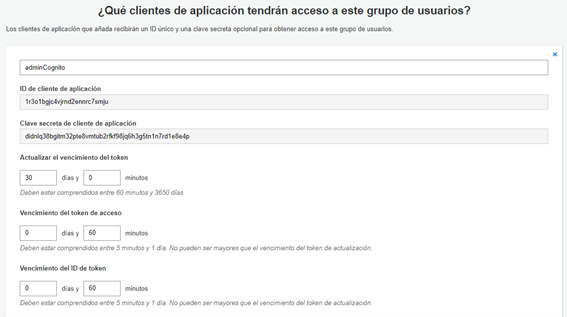 ¿Qué clientes de aplicación tendrán acceso a este grupo de usuarios?
Los clientes de aplicación que añada recibirán un ID único y una clave secreta opcional para obtener acceso a este grupo de usuarios.
adminCognito
ID de cliente de aplicación
1r3o1bgjc4vjrnd2ennrc7smju
Clave secreta de cliente de aplicación
didnlq38bgitm32pte8vmtub2rfkf98jq6h3g5tn1n7rd1e8e4p
Actualizar el vencimiento del token
30 días y 0 minutos
Deben estar comprendidos entre 60 minutos y 3650 días
Vencimiento del token de acceso
0 días y 60 minutos
Deben estar comprendidos entre 5 minutos y 1 día. No pueden ser mayores que el vencimiento del token de actualización.
Vencimiento del ID de token
0 días y 60 minutos
Deben estar comprendidos entre 5 minutos y 1 día. No pueden ser mayores que el vencimiento del token de actualización.